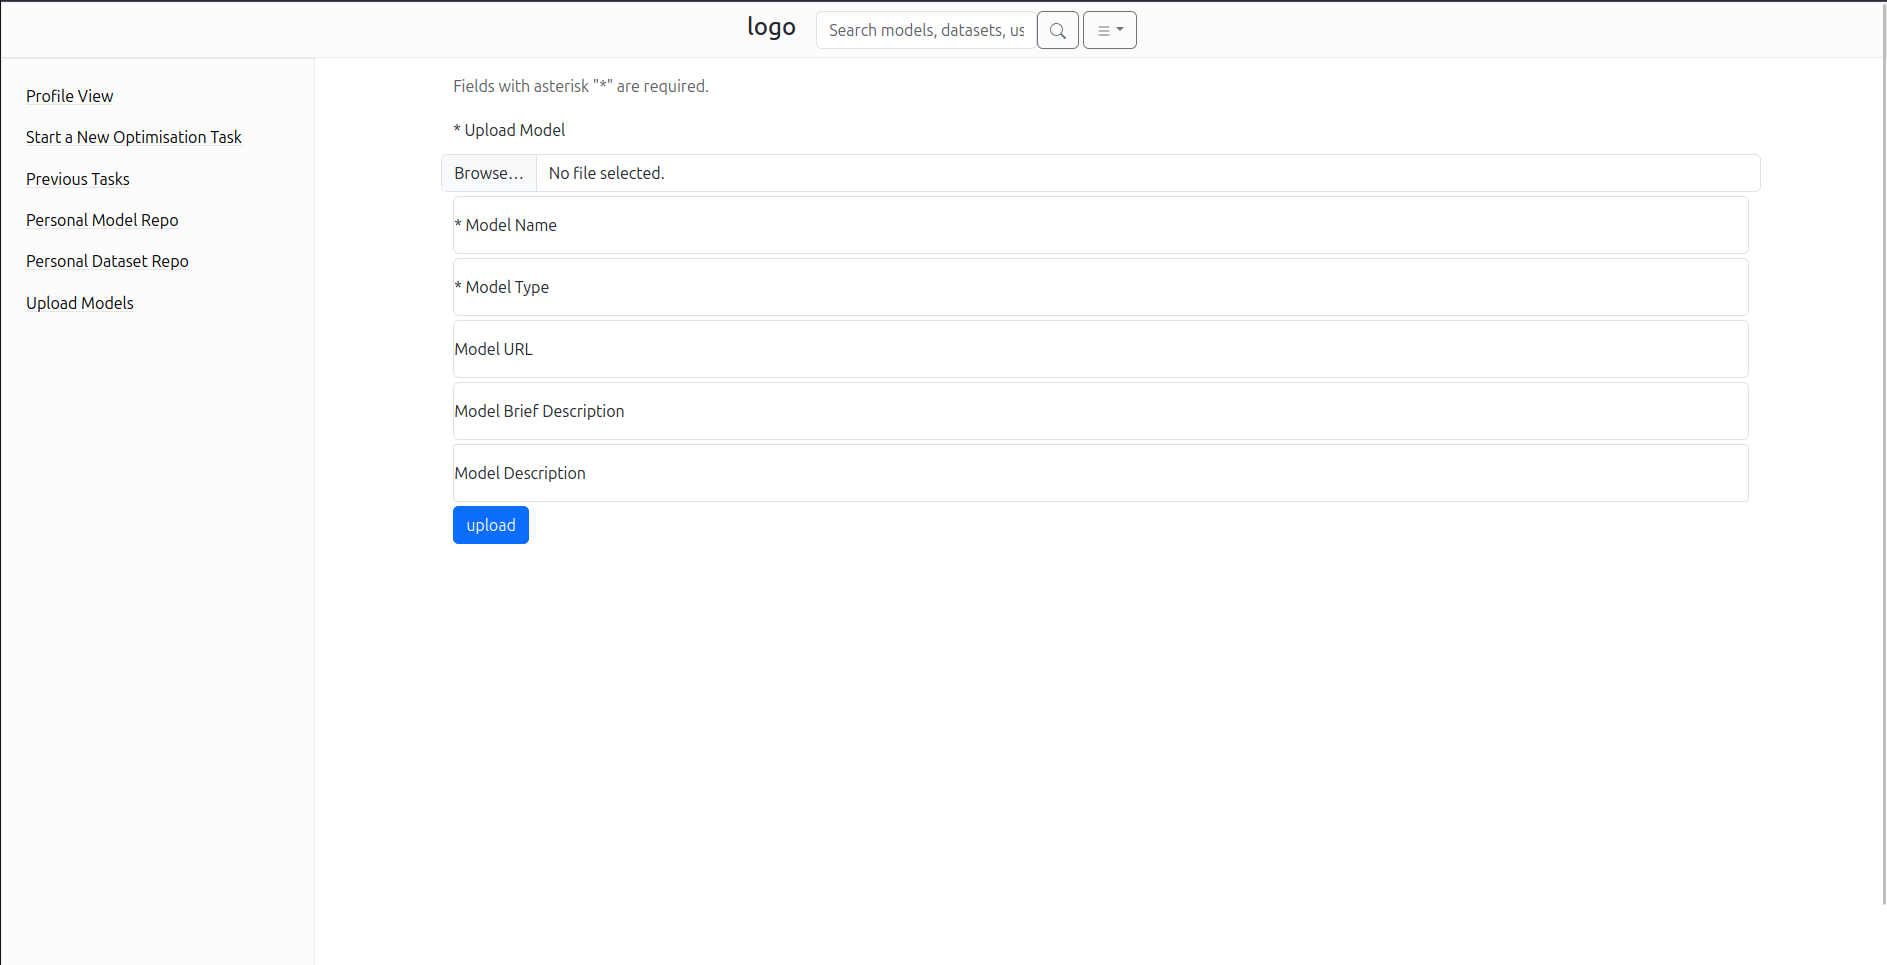 logo
Search models, datasets, us
Profile View
Start a New Optimisation Task
Previous Tasks
Personal Model Repo
Personal Dataset Repo
Upload Models
Fields with asterisk "*" are required.
* Upload Model
Browse... No file selected.
* Model Name
* Model Type
Model URL
Model Brief Description
Model Description
upload